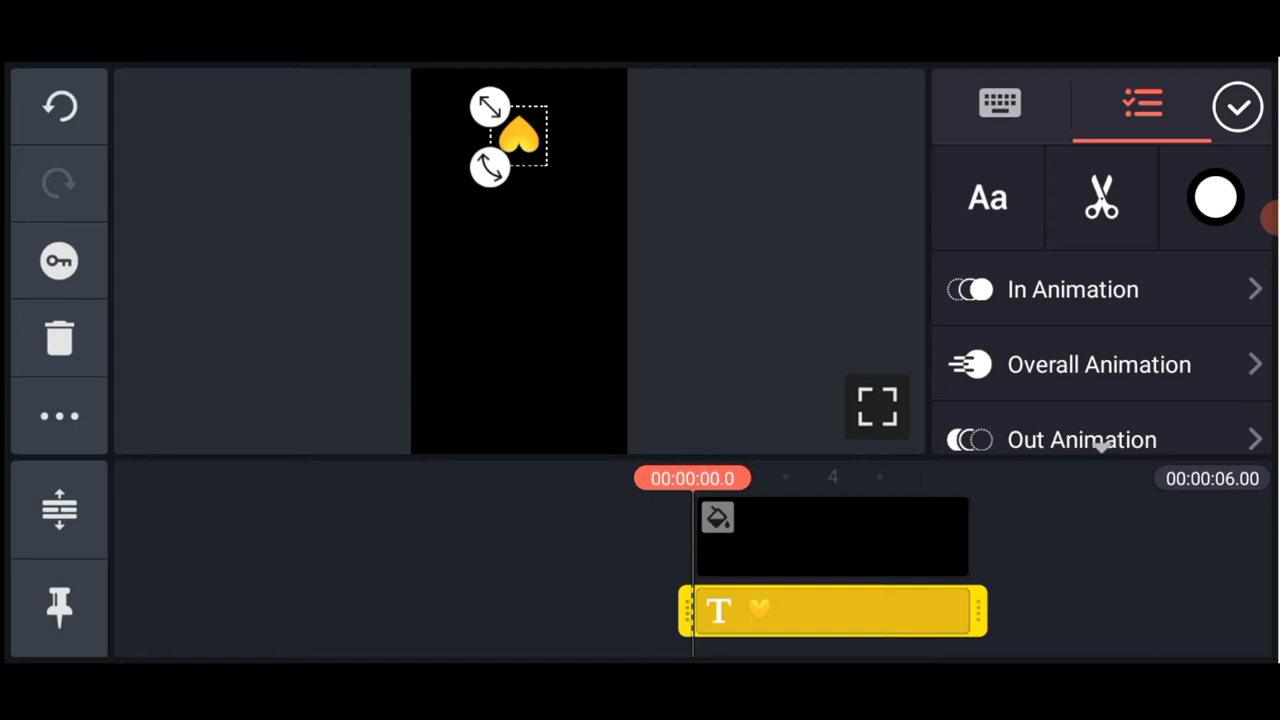 Aa
In Animation
Overall Animation
Out Animation
00:00:00.0
4
00:00:06.00
T 💛